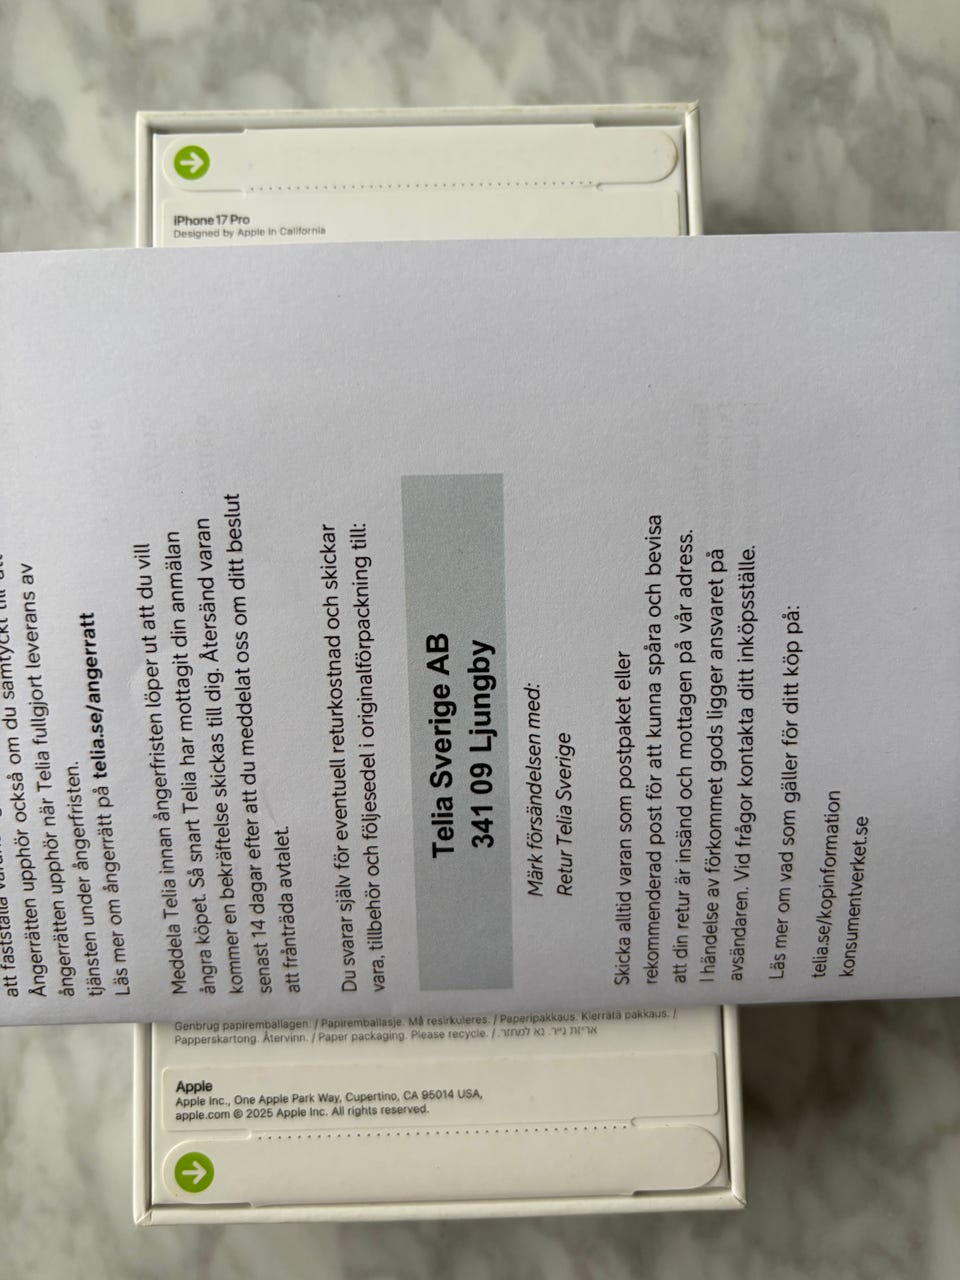 iPhone 17 Pro
Designed by Apple in California
att fastställa
Ångerrätten upphör också om du samtyckt till att
ångerrätten upphör när Telia fullgjort leverans av
tjänsten under ångerfristen.
Läs mer om ångerrätt på telia.se/angerratt
Meddela Telia innan ångerfristen löper ut att du vill
ångra köpet. Så snart Telia har mottagit din anmälan
kommer en bekräftelse skickas till dig. Återsänd varan
senast 14 dagar efter att du meddelat oss om ditt beslut
att frånträda avtalet.
Du svarar själv för eventuell returkostnad och skickar
vara, tillbehör och följesedel i originalförpackning till:
Telia Sverige AB
341 09 Ljungby
Märk försändelsen med:
Retur Telia Sverige
Skicka alltid varan som postpaket eller
rekommenderad post för att kunna spåra och bevisa
att din retur är insänd och mottagen på vår adress.
I händelse av förkommet gods ligger ansvaret på
avsändaren. Vid frågor kontakta ditt inköpsställe.
Läs mer om vad som gäller för ditt köp på:
telia.se/kopinformation
konsumentverket.se
Genbrug papiremballagen. / Papiremballasje. Må resirkuleres. / Paperipakkaus. Kierrätä pakkaus. /
Papperskartong. Återvinn. / Paper packaging. Please recycle. / אריזת נייר. נא למחזר.
Apple
Apple Inc., One Apple Park Way, Cupertino, CA 95014 USA,
apple.com © 2025 Apple Inc. All rights reserved.